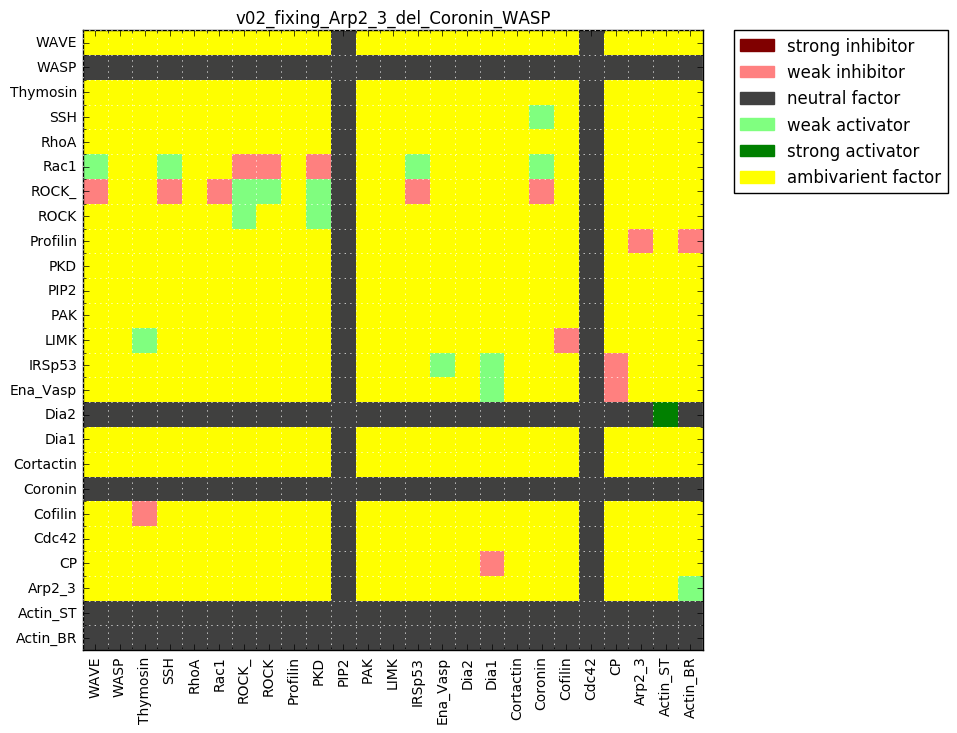 v02_fixing_Arp2_3_del_Coronin_WASP
WAVE
WASP
Thymosin
SSH
RhoA
Rac1
ROCK_
ROCK
Profilin
PKD
PIP2
PAK
LIMK
IRSp53
Ena_Vasp
Dia2
Dia1
Cortactin
Coronin
Cofilin
Cdc42
CP
Arp2_3
Actin_ST
Actin_BR
WAVE
WASP
Thymosin
SSH
RhoA
Rac1
ROCK_
ROCK
Profilin
PKD
PIP2
PAK
LIMK
IRSp53
Ena_Vasp
Dia2
Dia1
Cortactin
Coronin
Cofilin
Cdc42
CP
Arp2_3
Actin_ST
Actin_BR
strong inhibitor
weak inhibitor
neutral factor
weak activator
strong activator
ambivarient factor